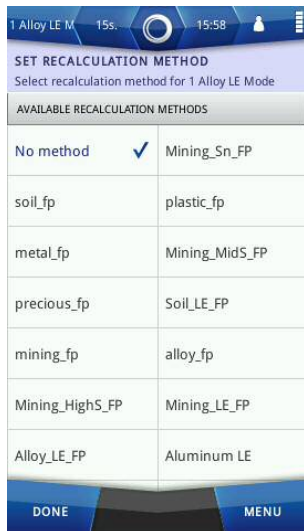 1 Alloy LE M 15s. 15:58
SET RECALCULATION METHOD
Select recalculation method for 1 Alloy LE Mode
AVAILABLE RECALCULATION METHODS
No method Mining_Sn_FP
soil_fp plastic_fp
metal_fp Mining_MidS_FP
precious_fp Soil_LE_FP
mining_fp alloy_fp
Mining_HighS_FP Mining_LE_FP
Alloy_LE_FP Aluminum LE
DONE MENU